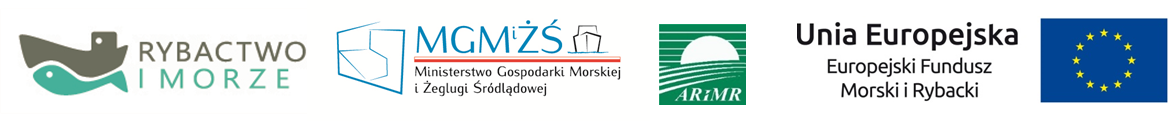 RYBACTWO
I MORZE
MGMiŻŚ
Ministerstwo Gospodarki Morskiej
i Żeglugi Śródlądowej
ARiMR
Unia Europejska
Europejski Fundusz
Morski i Rybacki